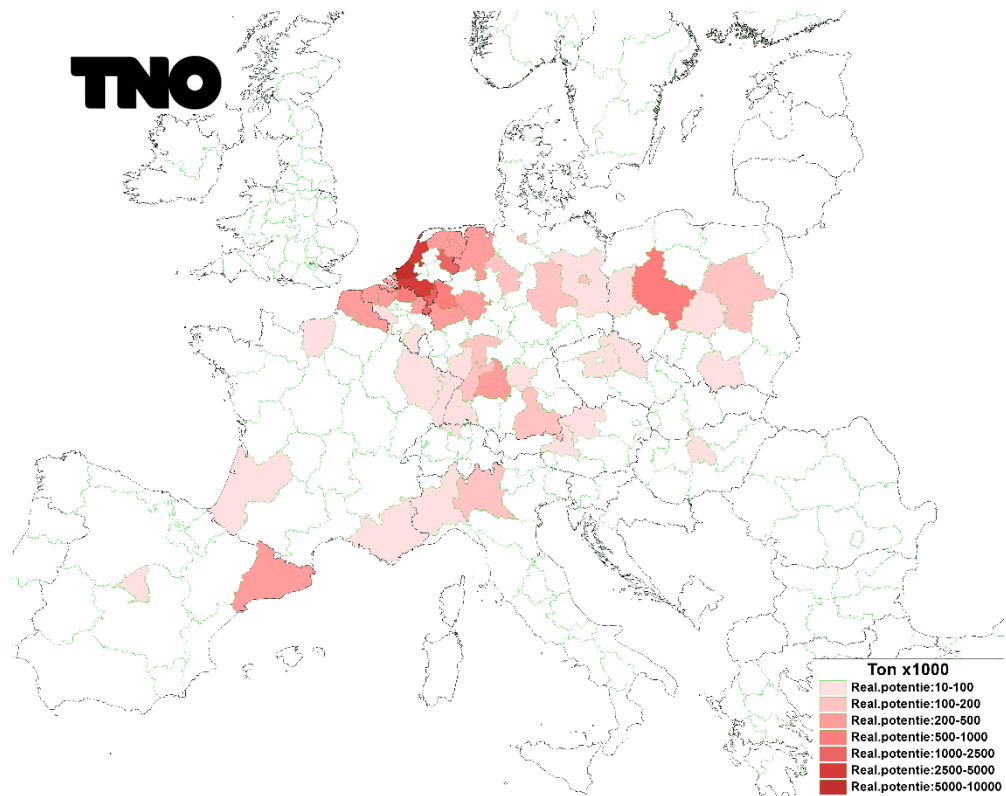 TNO
Ton x1000
Real.potentie:10-100
Real.potentie:100-200
Real.potentie:200-500
Real.potentie:500-1000
Real.potentie:1000-2500
Real.potentie:2500-5000
Real.potentie:5000-10000